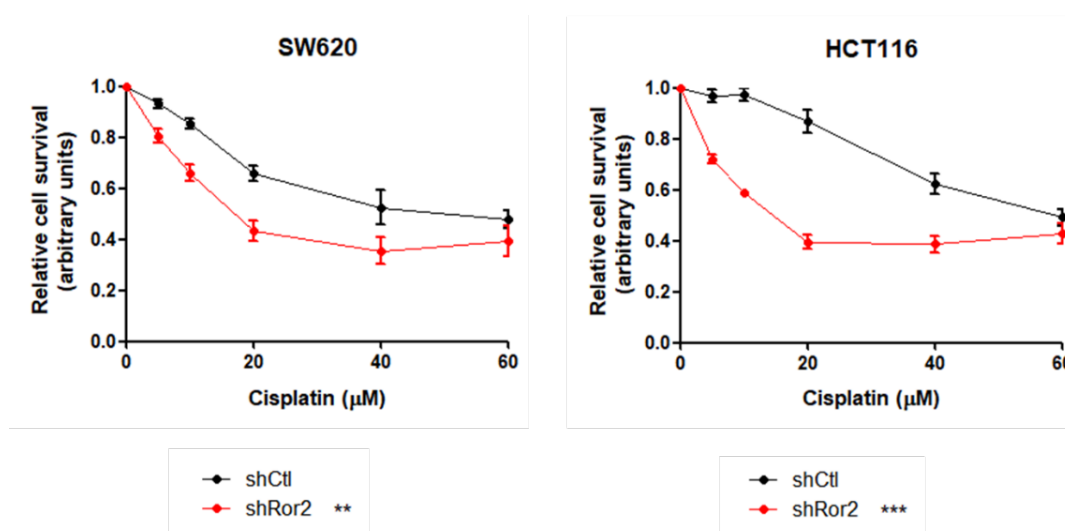 SW620
Relative cell survival
(arbitrary units)
1.0
0.8
0.6
0.4
0.2
0.0
0 20 40 60
Cisplatin (μM)
shCtl
shRor2 **
HCT116
Relative cell survival
(arbitrary units)
1.0
0.8
0.6
0.4
0.2
0.0
0 20 40 60
Cisplatin (μM)
shCtl
shRor2 ***